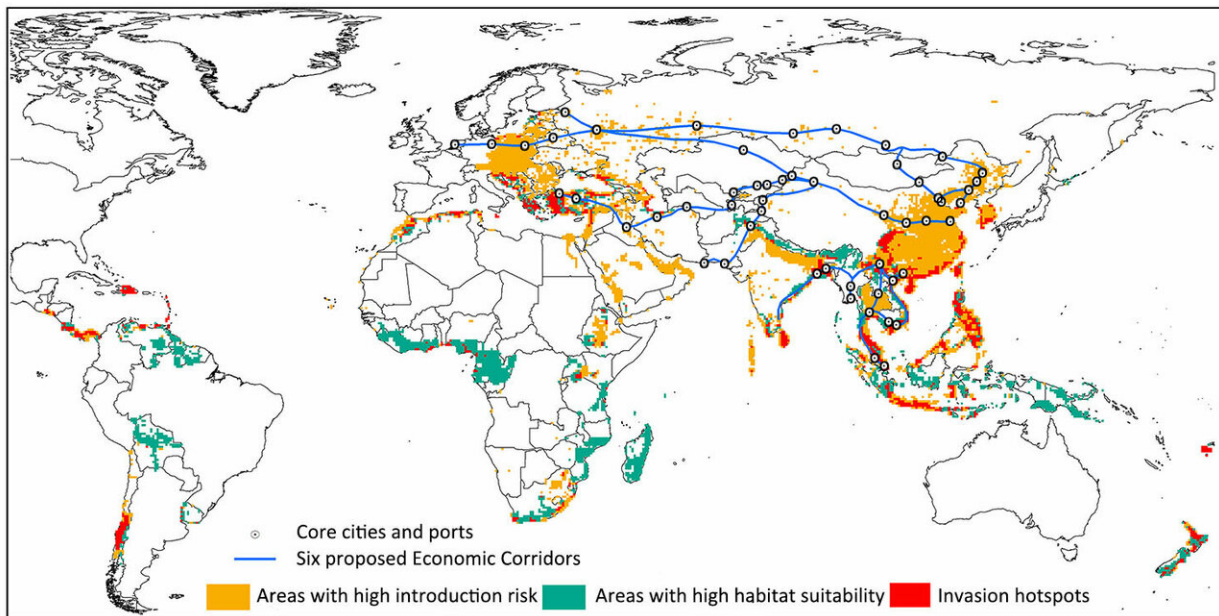 Core cities and ports
Six proposed Economic Corridors
Areas with high introduction risk
Areas with high habitat suitability
Invasion hotspots